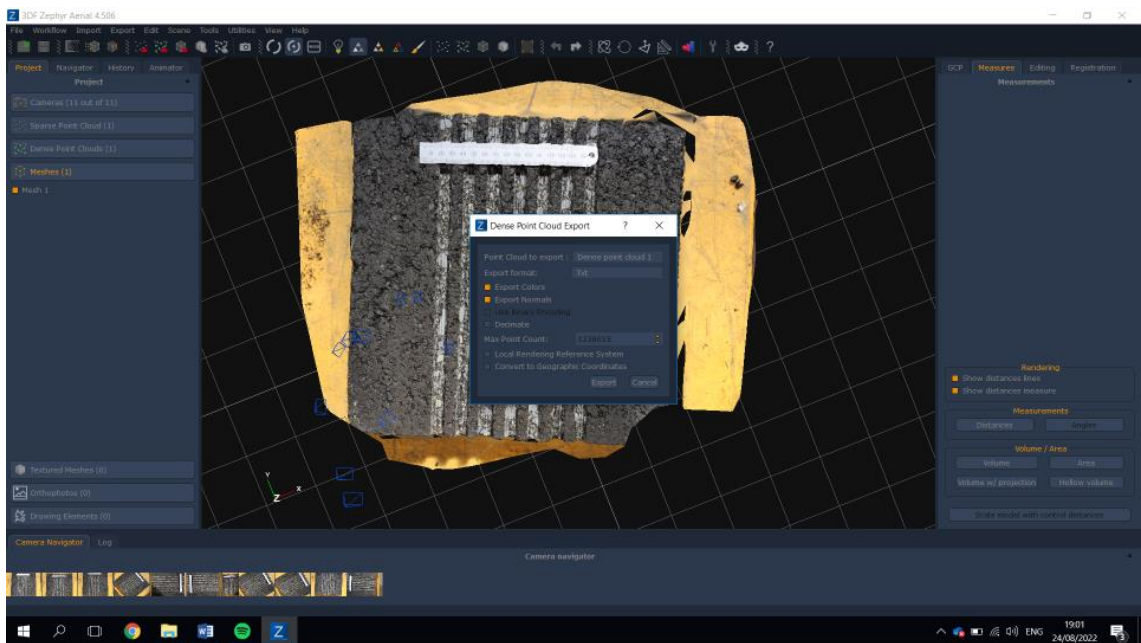 3DF Zephyr Aerial 4.506
File Workflow Import Export Edit Scene Tools Utilities View Help
Project Navigator History Animator
Project
Cameras (11 out of 11)
Sparse Point Cloud (1)
Dense Point Clouds (1)
Meshes (1)
Mesh 1
Textured Meshes (0)
Orthophotos (0)
Drawing Elements (0)
Y
X
Z
Dense Point Cloud Export ?
Point Cloud to export : Dense point cloud 1
Export format: Txt
Export Colors
Export Normals
Use Binary Encoding
Decimate
Max Point Count:
Local Rendering Reference System
Convert to Geographic Coordinates
Export Cancel
GCP Measures Editing Registration
Measurements
Rendering
Show distances lines
Show distances measure
Measurements
Distances Angles
Volume / Area
Volume Area
Volume w/ projection Hollow volume
Scale model with control distances
Camera Navigator Log
Camera navigator
ENG
19:01
24/08/2022